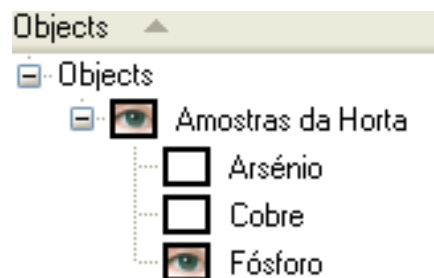 Objects
Objects
Amostras da Horta
Arsénio
Cobre
Fósforo